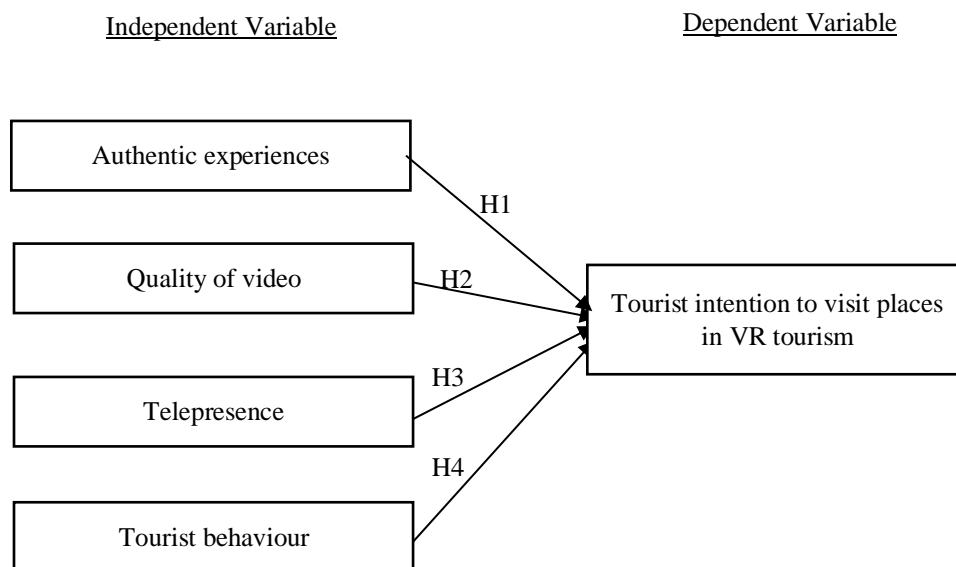 Independent Variable
Dependent Variable
Authentic experiences
H1
Quality of video
H2
Tourist intention to visit places
in VR tourism
H3
Telepresence
H4
Tourist behaviour